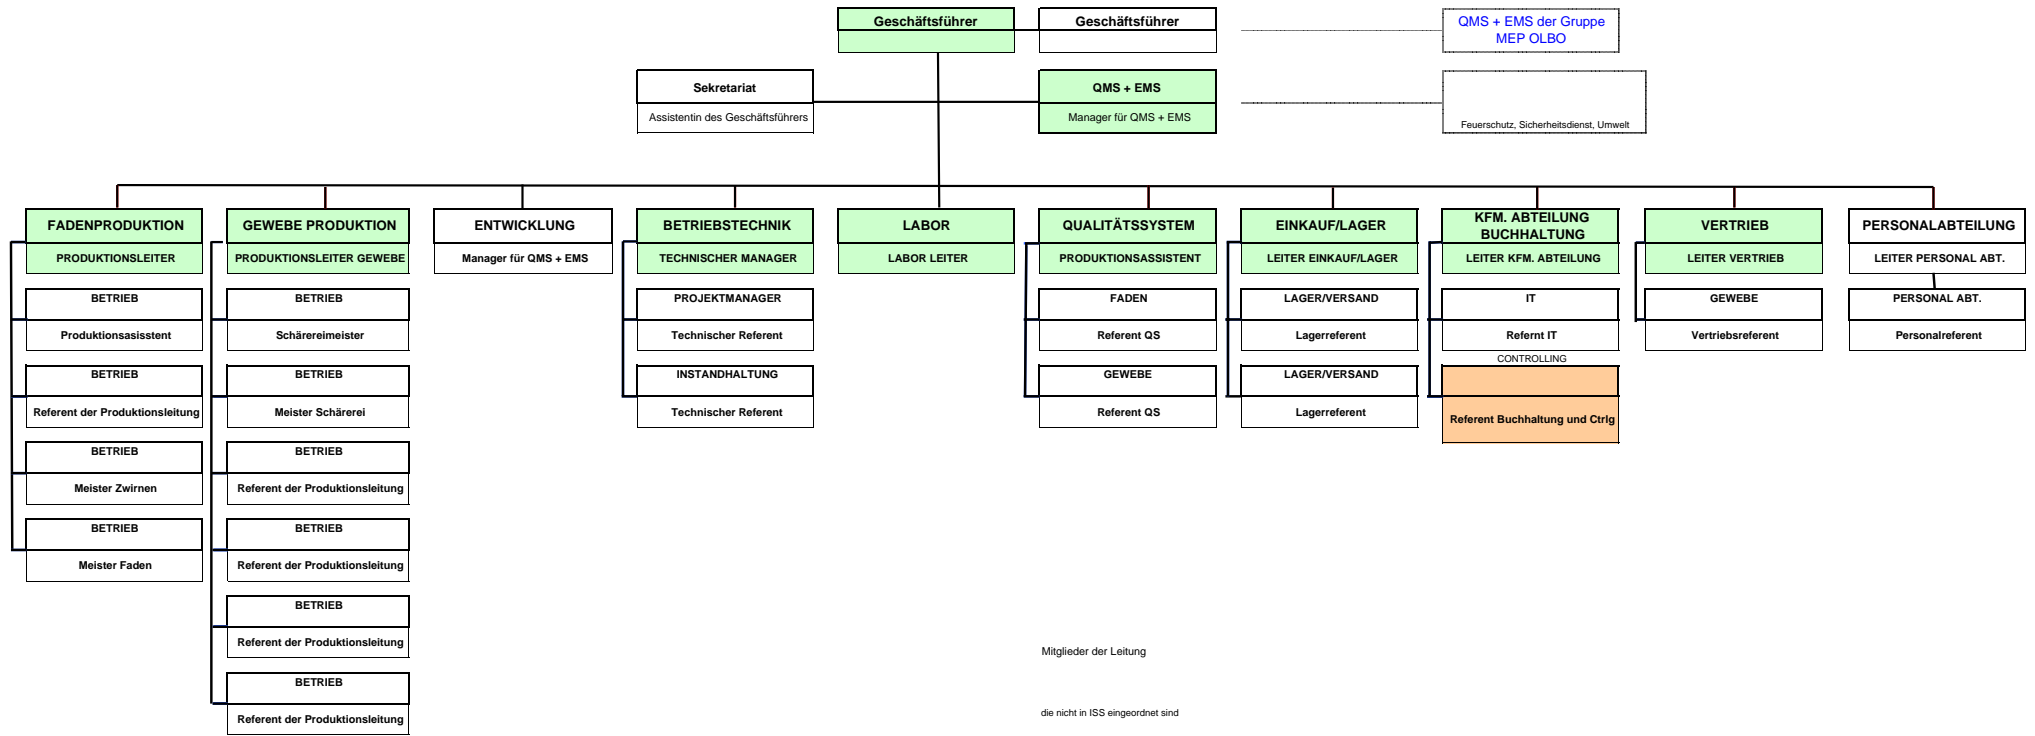 Geschäftsführer
Geschäftsführer
QMS + EMS der Gruppe
MEP OLBO
Sekretariat
Assistentin des Geschäftsführers
QMS + EMS
Manager für QMS + EMS
Feuerschutz, Sicherheitsdienst, Umwelt
FADENPRODUKTION
PRODUKTIONSLEITER
BETRIEB
Produktionsasisstent
BETRIEB
Referent der Produktionsleitung
BETRIEB
Meister Zwirnen
BETRIEB
Meister Faden
GEWEBE PRODUKTION
PRODUKTIONSLEITER GEWEBE
BETRIEB
Schärereimeister
BETRIEB
Meister Schärerei
BETRIEB
Referent der Produktionsleitung
BETRIEB
Referent der Produktionsleitung
BETRIEB
Referent der Produktionsleitung
BETRIEB
Referent der Produktionsleitung
ENTWICKLUNG
Manager für QMS + EMS
BETRIEBSTECHNIK
TECHNISCHER MANAGER
PROJEKTMANAGER
Technischer Referent
INSTANDHALTUNG
Technischer Referent
LABOR
LABOR LEITER
QUALITÄTSSYSTEM
PRODUKTIONSASSISTENT
FADEN
Referent QS
GEWEBE
Referent QS
EINKAUF/LAGER
LEITER EINKAUF/LAGER
LAGER/VERSAND
Lagerreferent
LAGER/VERSAND
Lagerreferent
KFM. ABTEILUNG
BUCHHALTUNG
LEITER KFM. ABTEILUNG
IT
Refernt IT
CONTROLLING
Referent Buchhaltung und Ctrlg
VERTRIEB
LEITER VERTRIEB
GEWEBE
Vertriebsreferent
PERSONALABTEILUNG
LEITER PERSONAL ABT.
PERSONAL ABT.
Personalreferent
Mitglieder der Leitung
die nicht in ISS eingeordnet sind